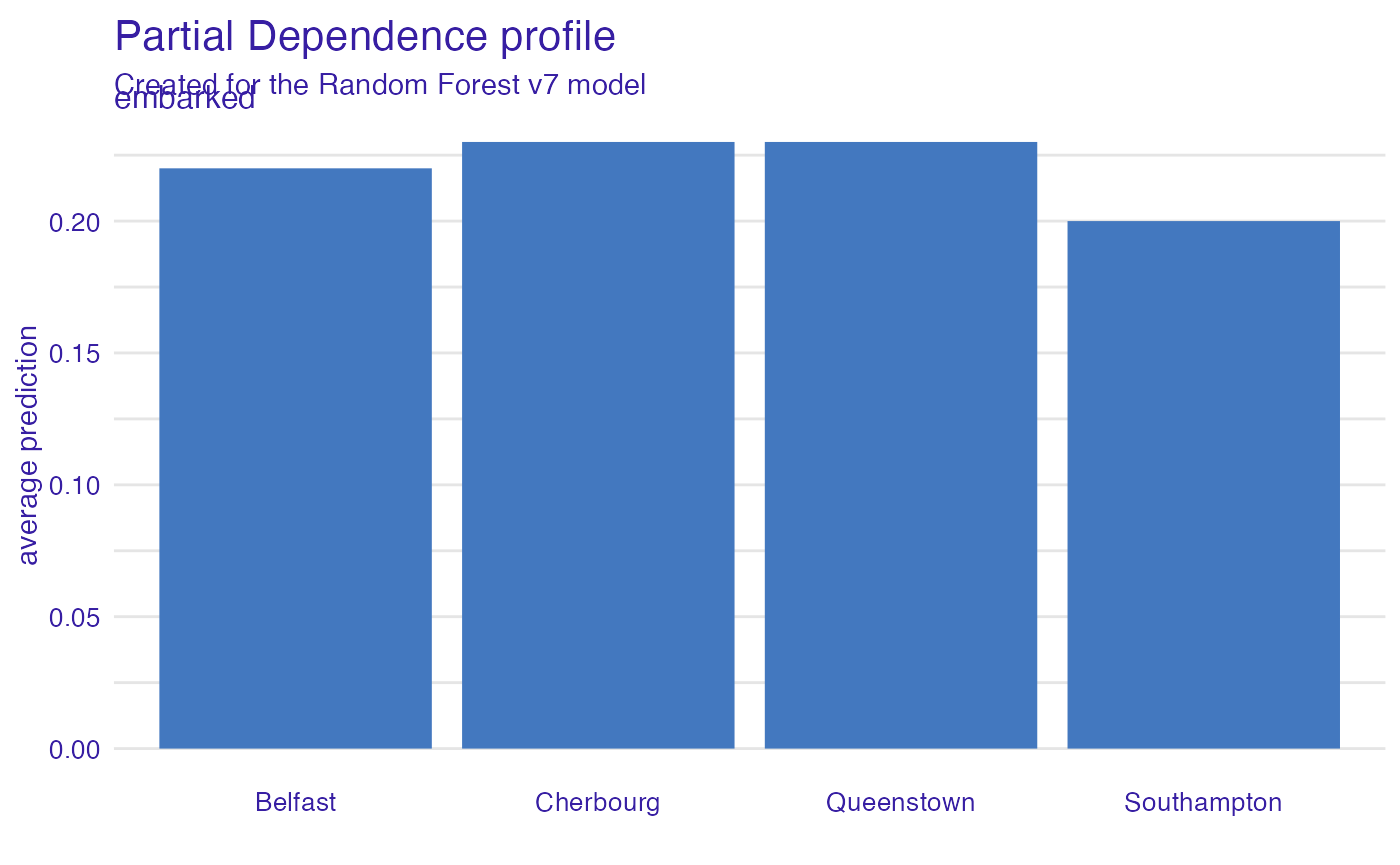 Partial Dependence profile
Created for the Random Forest v7 model
embarked
average prediction
0.20
0.15
0.10
0.05
0.00
Belfast
Cherbourg
Queenstown
Southampton